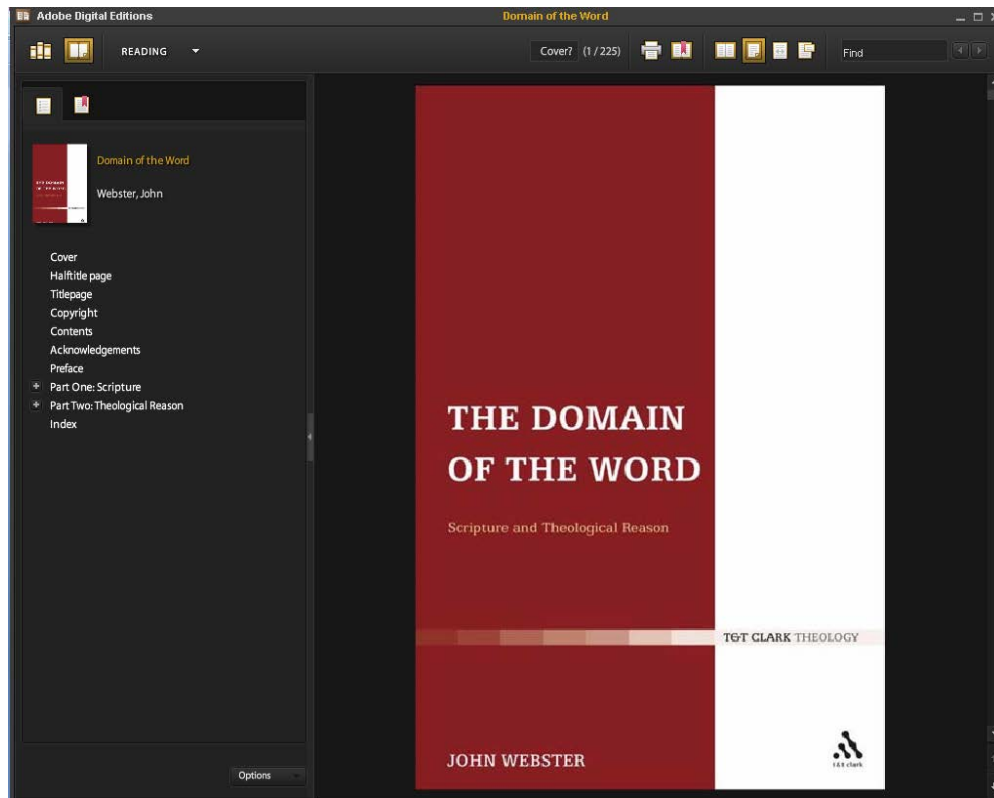 Adobe Digital Editions
Domain of the Word
READING
Cover? (1 / 225)
Find
Domain of the Word
Webster, John
Cover
Halftitle page
Titlepage
Copyright
Contents
Acknowledgements
Preface
Part One: Scripture
Part Two: Theological Reason
Index
Options
THE DOMAIN
OF THE WORD
Scripture and Theological Reason
T&T CLARK THEOLOGY
JOHN WEBSTER
t&t clark